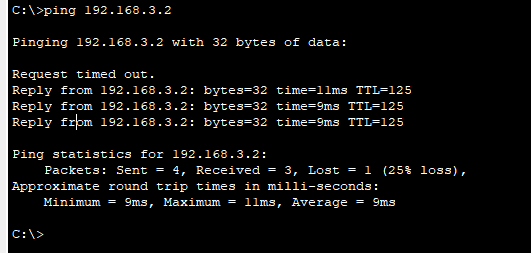 C:\>ping 192.168.3.2
Pinging 192.168.3.2 with 32 bytes of data:
Request timed out.
Reply from 192.168.3.2: bytes=32 time=11ms TTL=125
Reply from 192.168.3.2: bytes=32 time=9ms TTL=125
Reply from 192.168.3.2: bytes=32 time=9ms TTL=125
Ping statistics for 192.168.3.2:
Packets: Sent = 4, Received = 3, Lost = 1 (25% loss),
Approximate round trip times in milli-seconds:
Minimum = 9ms, Maximum = 11ms, Average = 9ms
C:\>